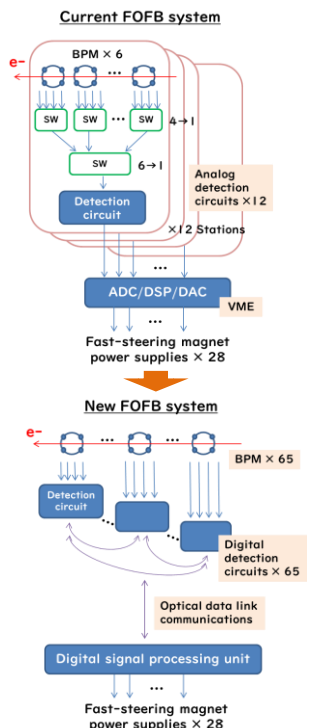 Current FOFB system
BPM × 6
e-
...
SW SW ... SW
4→1
SW
6→1
Detection
circuit
Analog
detection
circuits ×12
×12 Stations
...
ADC/DSP/DAC
VME
...
Fast-steering magnet
power supplies × 28
New FOFB system
e-
... ...
BPM × 65
Detection
circuit
...
...
Digital
detection
circuits × 65
Optical data link
communications
Digital signal processing unit
...
Fast-steering magnet
power supplies × 28